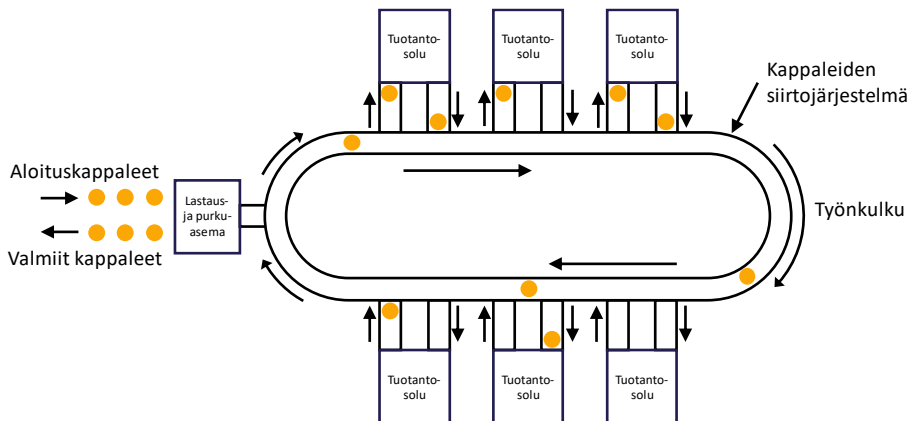 Tuotanto-
solu
Tuotanto-
solu
Tuotanto-
solu
Kappaleiden
siirtojärjestelmä
Aloituskappaleet
Lastaus-
ja purku-
asema
Työnkulku
Valmiit kappaleet
Tuotanto-
solu
Tuotanto-
solu
Tuotanto-
solu